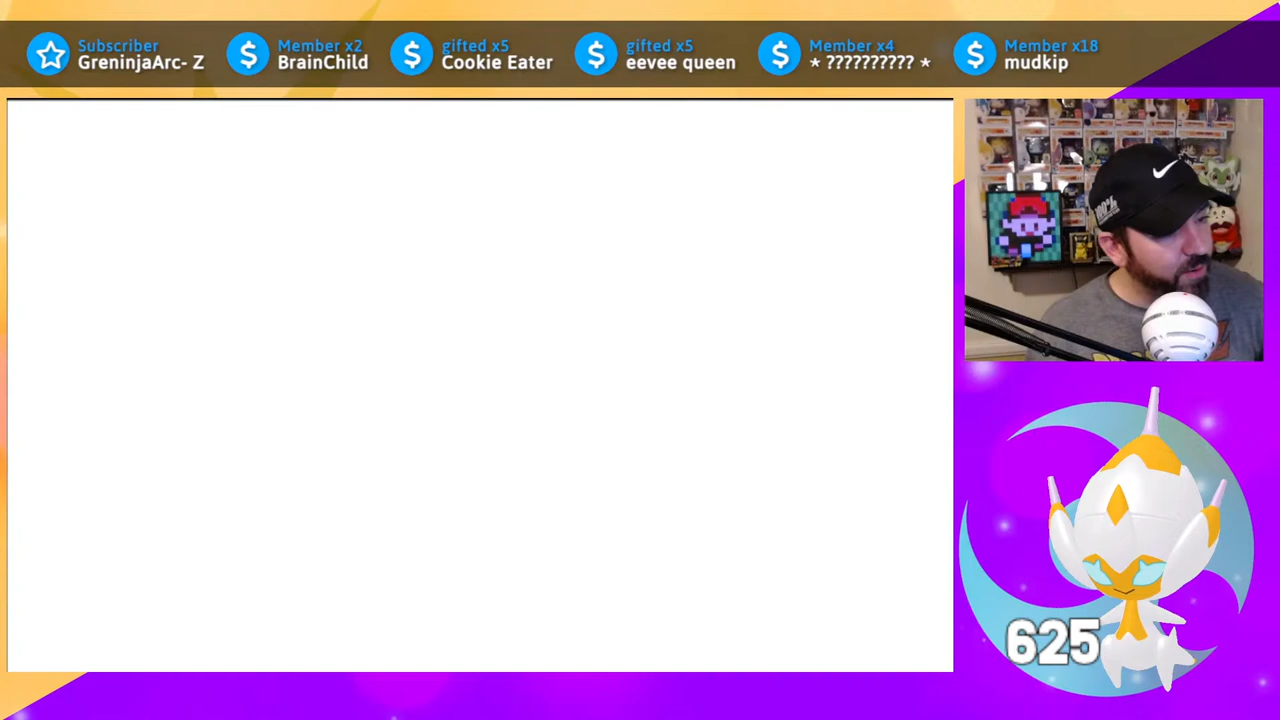 Subscriber
GreninjaArc- Z
Member x2
BrainChild
gifted x5
Cookie Eater
gifted x5
eevee queen
Member x4
★ ?????????? ★
Member x18
mudkip
100%
625